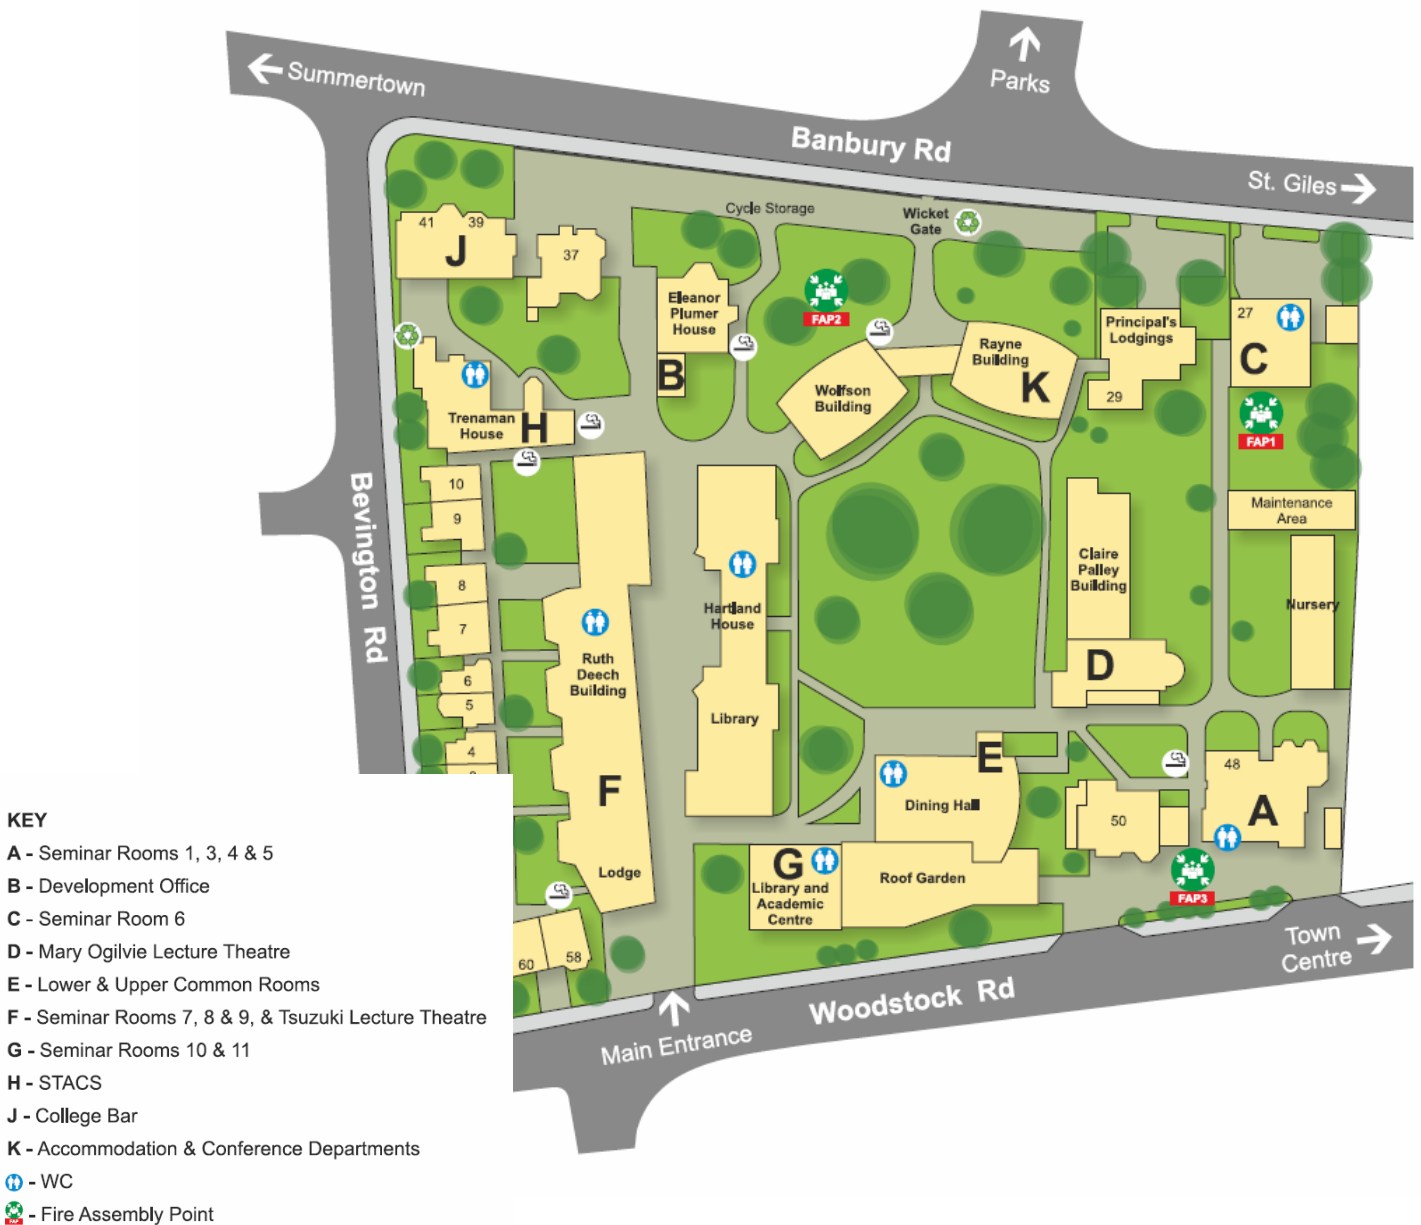 Summertown
Parks
Banbury Rd
St. Giles
Cycle Storage
Wicket
Gate
41
39
J
37
Eleanor
Plumer
House
B
FAP2
Rayne
Building
K
Wolfson
Building
Principal's
Lodgings
29
27
C
FAP1
Trenaman
House
H
Bevington Rd
10
9
8
7
6
5
4
Maintenance
Area
Nursery
Claire
Palley
Building
D
Hartland
House
Library
Ruth
Deech
Building
F
Lodge
E
Dining Hall
50
48
A
G
Library and
Academic
Centre
Roof Garden
FAP3
60
58
Town
Centre
Woodstock Rd
Main Entrance
KEY
A - Seminar Rooms 1, 3, 4 & 5
B - Development Office
C - Seminar Room 6
D - Mary Ogilvie Lecture Theatre
E - Lower & Upper Common Rooms
F - Seminar Rooms 7, 8 & 9, & Tsuzuki Lecture Theatre
G - Seminar Rooms 10 & 11
H - STACS
J - College Bar
K - Accommodation & Conference Departments
- WC
FAP - Fire Assembly Point